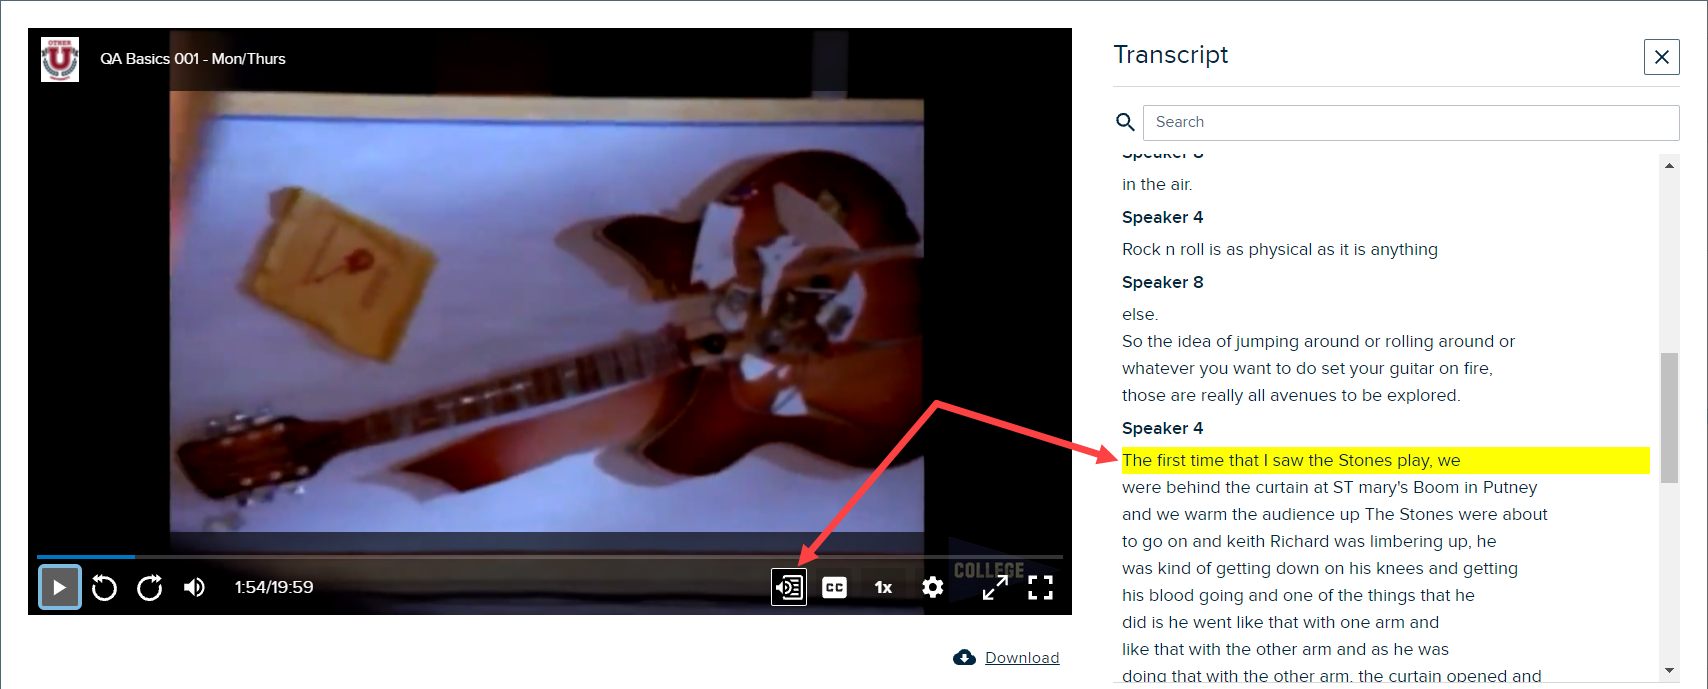 OTHER
U
QA Basics 001 - Mon/Thurs
COLLEGE
1:54/19:59
CC
1x
Download
Transcript
Search
Speaker 8
in the air.
Speaker 4
Rock n roll is as physical as it is anything
Speaker 8
else.
So the idea of jumping around or rolling around or
whatever you want to do set your guitar on fire,
those are really all avenues to be explored.
Speaker 4
The first time that I saw the Stones play, we
were behind the curtain at ST mary's Boom in Putney
and we warm the audience up The Stones were about
to go on and keith Richard was limbering up, he
was kind of getting down on his knees and getting
his blood going and one of the things that he
did is he went like that with one arm and
like that with the other arm and as he was
doing that with the other arm, the curtain opened and